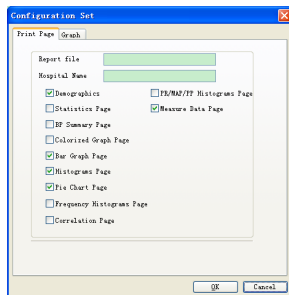 Configuration Set
Print Page Graph
Report file
Hospital Name
Demographics PR/MAP/PP Histograms Page
Statistics Page Measure Data Page
BP Summary Page
Colorized Graph Page
Bar Graph Page
Histograms Page
Pie Chart Page
Frequency Histograms Page
Correlation Page
OK Cancel